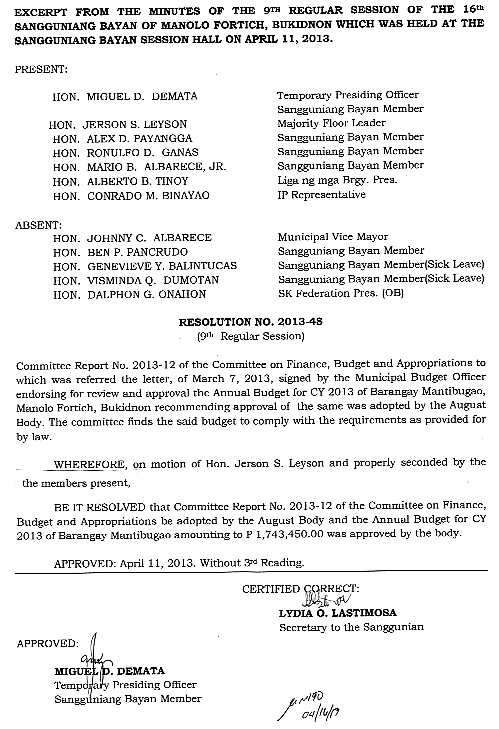 EXCERPT FROM THE MINUTES OF THE 9TH REGULAR SESSION OF THE 16th
SANGGUNIANG BAYAN OF MANOLO FORTICH, BUKIDNON WHICH WAS HELD AT THE
SANGGUNIANG BAYAN SESSION HALL ON APRIL 11, 2013.
PRESENT:
HON. MIGUEL D. DEMATA Temporary Presiding Officer
Sangguniang Bayan Member
HON. JERSON S. LEYSON Majority Floor Leader
HON. ALEX D. PAYANGGA Sangguniang Bayan Member
HON. RONULFO D. GANAS Sangguniang Bayan Member
HON. MARIO B. ALBARECE, JR. Sangguniang Bayan Member
HON. ALBERTO B. TINOY Liga ng mga Brgy. Pres.
HON. CONRADO M. BINAYAO IP Representative
ABSENT:
HON. JOHNNY C. ALBARECE Municipal Vice Mayor
HON. BEN P. PANCRUDO Sangguniang Bayan Member
HON. GENEVIEVE Y. BALINTUCAS Sangguniang Bayan Member(Sick Leave)
HON. VISMINDA Q. DUMOTAN Sangguniang Bayan Member(Sick Leave)
HON. DALPHON G. ONAHON SK Federation Pres. (OB)
RESOLUTION NO. 2013-48
(9th Regular Session)
Committee Report No. 2013-12 of the Committee on Finance, Budget and Appropriations to
which was referred the letter, of March 7, 2013, signed by the Municipal Budget Officer
endorsing for review and approval the Annual Budget for CY 2013 of Barangay Mantibugao,
Manolo Fortich, Bukidnon recommending approval of the same was adopted by the August
Body. The committee finds the said budget to comply with the requirements as provided for
by law.
WHEREFORE, on motion of Hon. Jerson S. Leyson and properly seconded by the
the members present,
BE IT RESOLVED that Committee Report No. 2013-12 of the Committee on Finance,
Budget and Appropriations be adopted by the August Body and the Annual Budget for CY
2013 of Barangay Mantibugao amounting to P 1,743,450.00 was approved by the body.
APPROVED: April 11, 2013. Without 3rd Reading.
CERTIFIED CORRECT:
LYDIA O. LASTIMOSA
Secretary to the Sanggunian
APPROVED:
MIGUEL D. DEMATA
Temporary Presiding Officer
Sangguniang Bayan Member